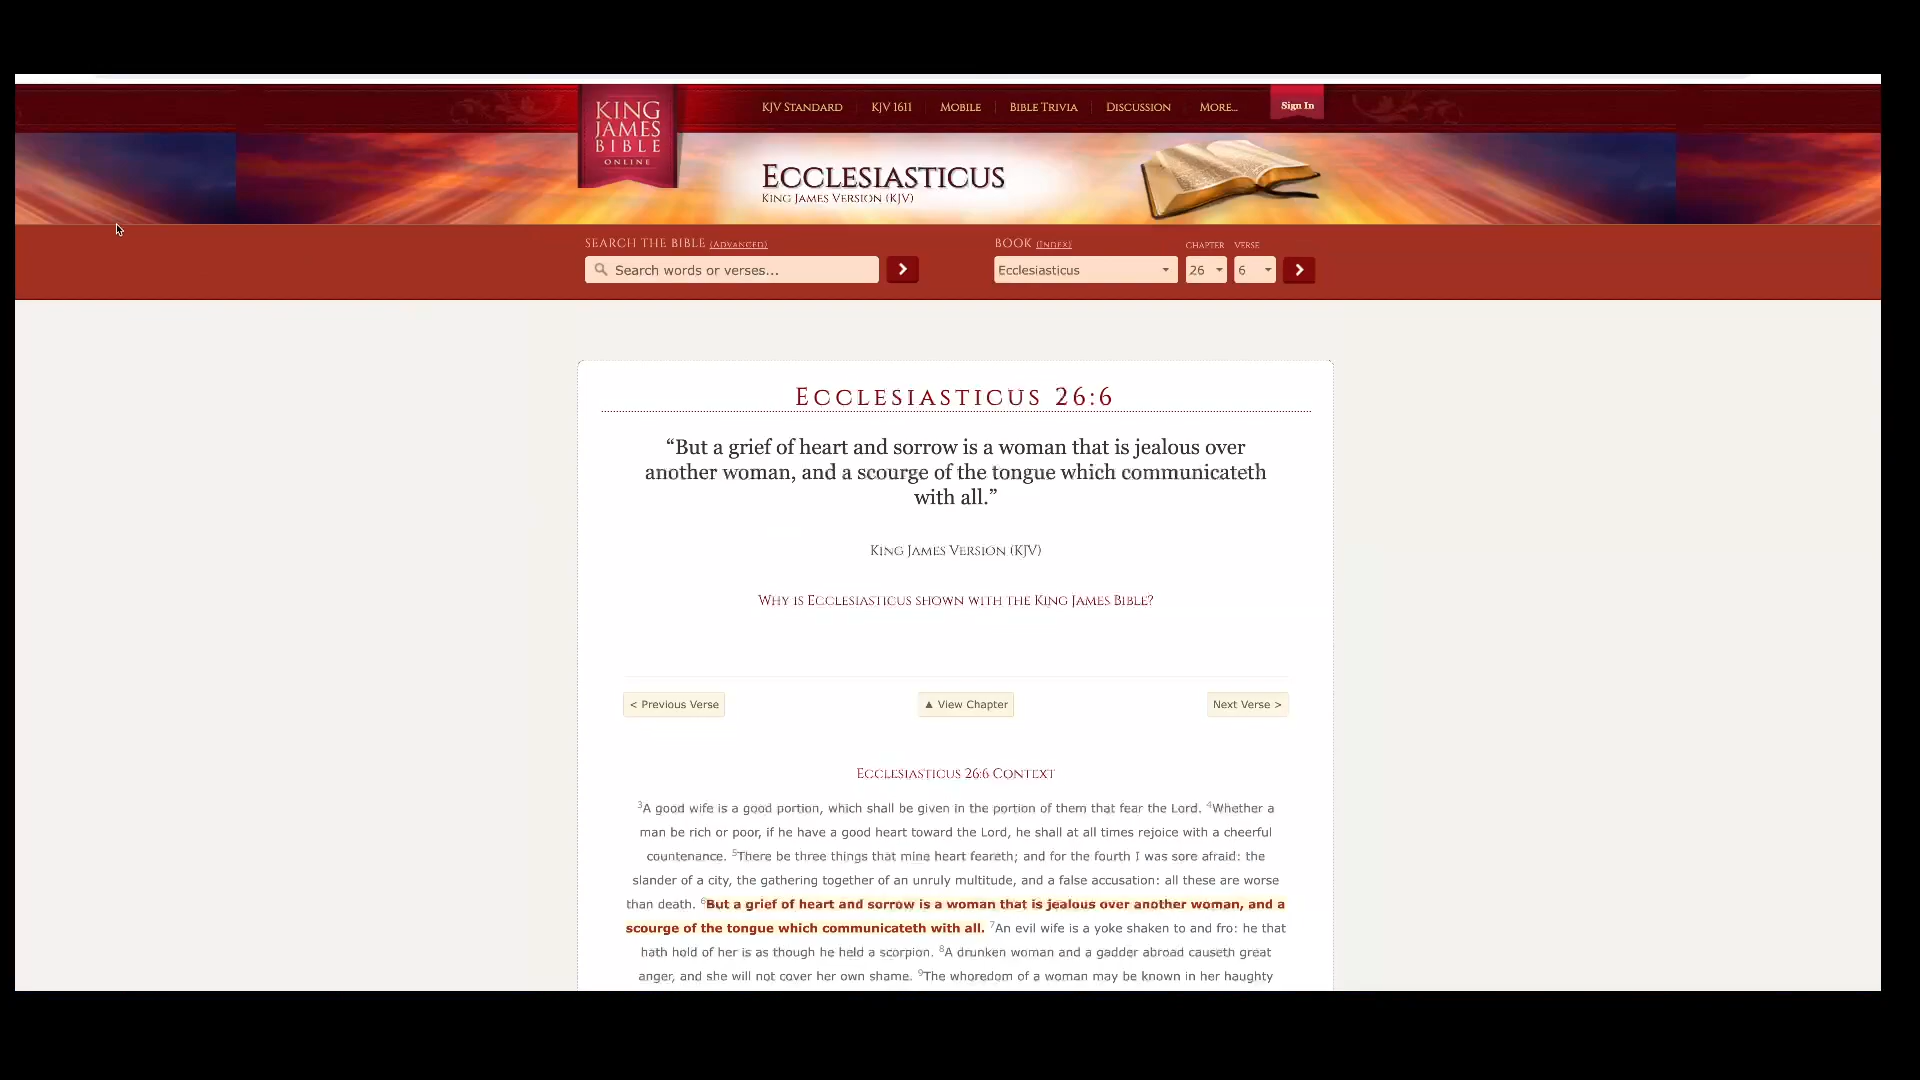 KING JAMES BIBLE ONLINE
KJV Standard KJV 1611 Mobile Bible Trivia Discussion More... Sign In
Ecclesiasticus
King James Version (KJV)
Search the Bible (Advanced) Book (Index) Chapter Verse
Search words or verses... Ecclesiasticus 26 6
Ecclesiasticus 26:6
“But a grief of heart and sorrow is a woman that is jealous over
another woman, and a scourge of the tongue which communicateth
with all.”
King James Version (KJV)
Why is Ecclesiasticus shown with the King James Bible?
< Previous Verse ▲ View Chapter Next Verse >
Ecclesiasticus 26:6 Context
3A good wife is a good portion, which shall be given in the portion of them that fear the Lord. 4Whether a
man be rich or poor, if he have a good heart toward the Lord, he shall at all times rejoice with a cheerful
countenance. 5There be three things that mine heart feareth; and for the fourth I was sore afraid: the
slander of a city, the gathering together of an unruly multitude, and a false accusation: all these are worse
than death. 6But a grief of heart and sorrow is a woman that is jealous over another woman, and a
scourge of the tongue which communicateth with all. 7An evil wife is a yoke shaken to and fro: he that
hath hold of her is as though he held a scorpion. 8A drunken woman and a gadder abroad causeth great
anger, and she will not cover her own shame. 9The whoredom of a woman may be known in her haughty